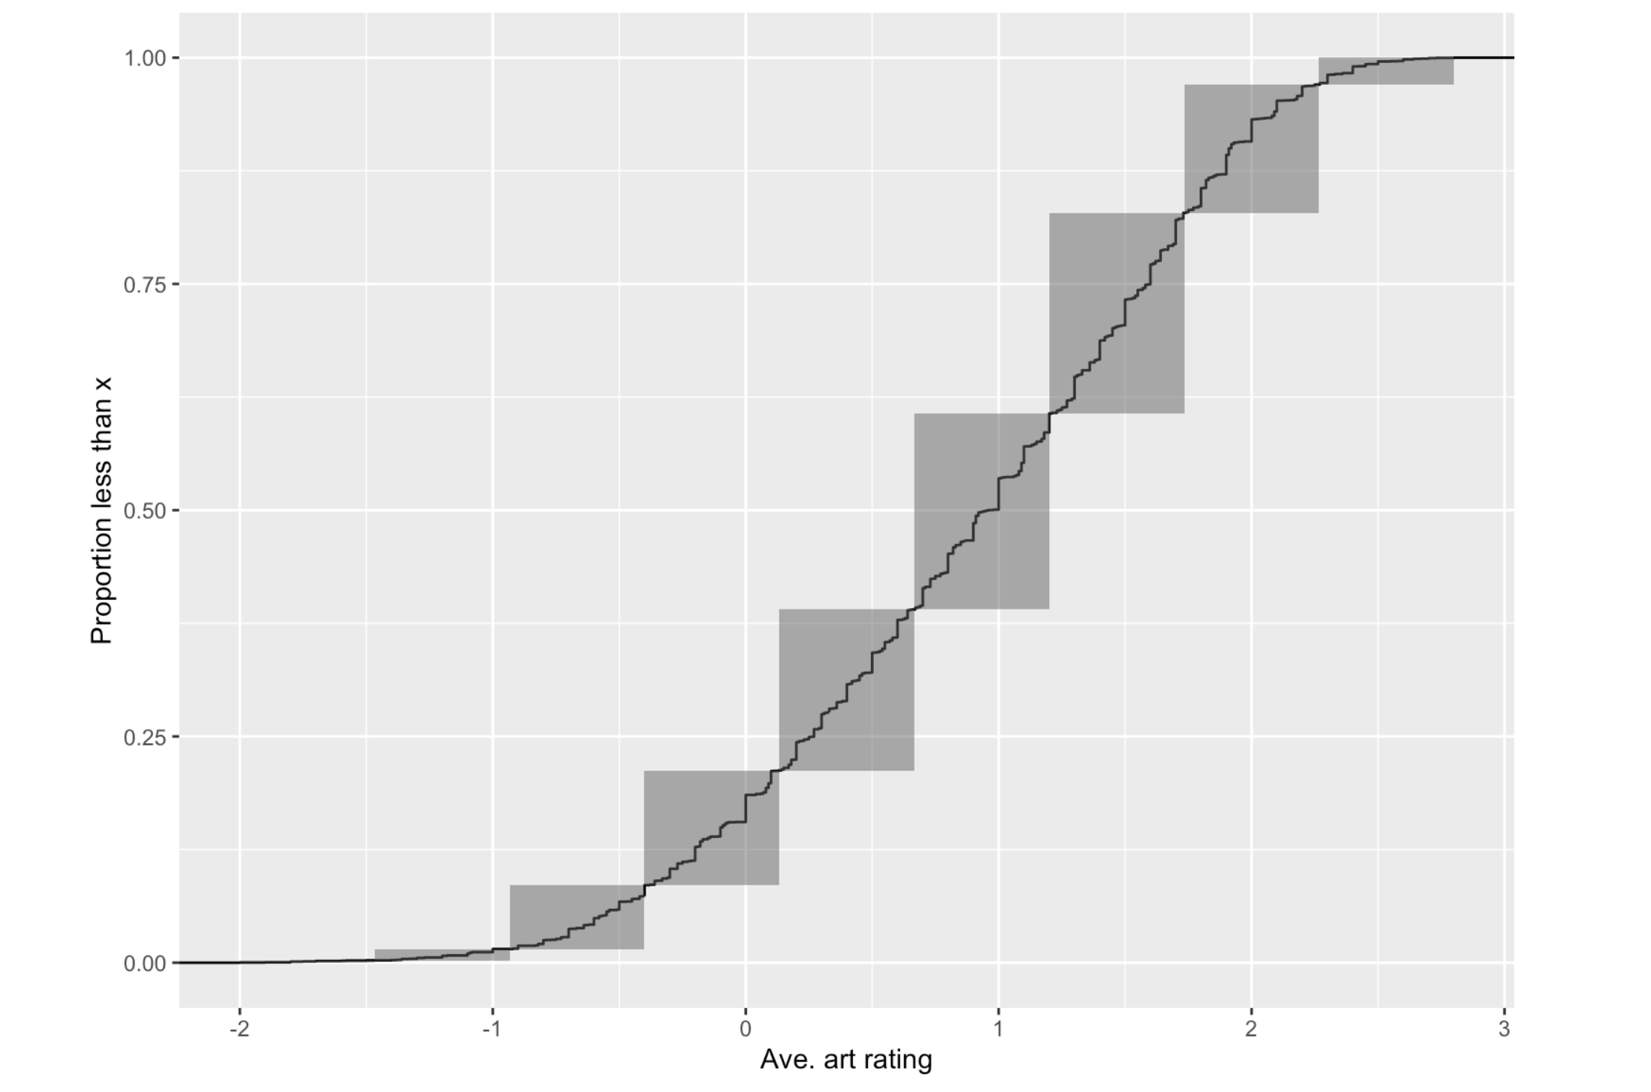 1.00
0.75
0.50
0.25
0.00
Proportion less than x
-2 -1 0 1 2 3
Ave. art rating